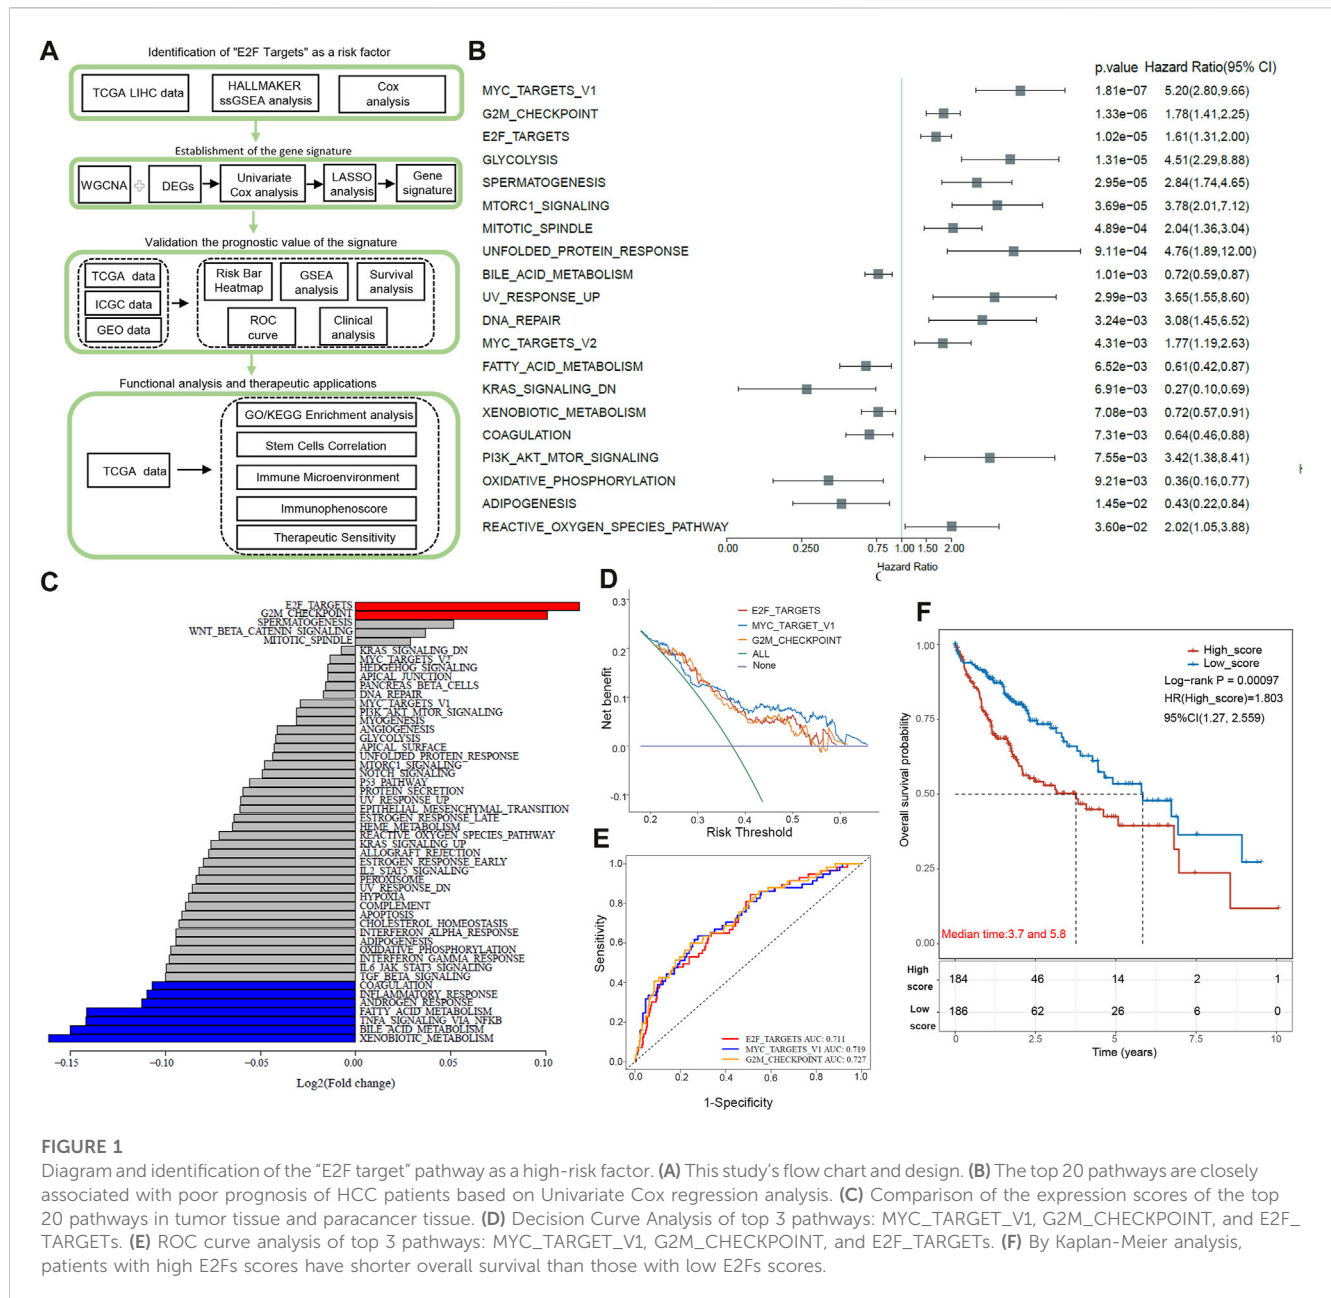 A
Identification of "E2F Targets" as a risk factor
TCGA LIHC data
HALLMAKER
ssGSEA analysis
Cox
analysis
Establishment of the gene signature
WGCNA
DEGs
Univariate
Cox analysis
LASSO
analysis
Gene
signature
Validation the prognostic value of the signature
TCGA data
ICGC data
GEO data
Risk Bar
Heatmap
GSEA
analysis
Survival
analysis
ROC
curve
Clinical
analysis
Functional analysis and therapeutic applications
TCGA data
GO/KEGG Enrichment analysis
Stem Cells Correlation
Immune Microenvironment
Immunophenoscore
Therapeutic Sensitivity
B
p.value Hazard Ratio(95% CI)
MYC_TARGETS_V1 1.81e-07 5.20(2.80,9.66)
G2M_CHECKPOINT 1.33e-06 1.78(1.41,2.25)
E2F_TARGETS 1.02e-05 1.61(1.31,2.00)
GLYCOLYSIS 1.31e-05 4.51(2.29,8.88)
SPERMATOGENESIS 2.95e-05 2.84(1.74,4.65)
MTORC1_SIGNALING 3.69e-05 3.78(2.01,7.12)
MITOTIC_SPINDLE 4.89e-04 2.04(1.36,3.04)
UNFOLDED_PROTEIN_RESPONSE 9.11e-04 4.76(1.89,12.00)
BILE_ACID_METABOLISM 1.01e-03 0.72(0.59,0.87)
UV_RESPONSE_UP 2.99e-03 3.65(1.55,8.60)
DNA_REPAIR 3.24e-03 3.08(1.45,6.52)
MYC_TARGETS_V2 4.31e-03 1.77(1.19,2.63)
FATTY_ACID_METABOLISM 6.52e-03 0.61(0.42,0.87)
KRAS_SIGNALING_DN 6.91e-03 0.27(0.10,0.69)
XENOBIOTIC_METABOLISM 7.08e-03 0.72(0.57,0.91)
COAGULATION 7.31e-03 0.64(0.46,0.88)
PI3K_AKT_MTOR_SIGNALING 7.55e-03 3.42(1.38,8.41)
OXIDATIVE_PHOSPHORYLATION 9.21e-03 0.36(0.16,0.77)
ADIPOGENESIS 1.45e-02 0.43(0.22,0.84)
REACTIVE_OXYGEN_SPECIES_PATHWAY 3.60e-02 2.02(1.05,3.88)
0.00 0.250 0.75 1.00 1.50 2.00
Hazard Ratio
C
E2F_TARGETS
G2M_CHECKPOINT
SPERMATOGENESIS
WNT_BETA_CATENIN_SIGNALING
MITOTIC_SPINDLE
KRAS_SIGNALING_DN
MYC_TARGETS_V2
HEDGEHOG_SIGNALING
APICAL_JUNCTION
PANCREAS_BETA_CELLS
DNA_REPAIR
MYC_TARGETS_V1
PI3K_AKT_MTOR_SIGNALING
MYOGENESIS
ANGIOGENESIS
GLYCOLYSIS
APICAL_SURFACE
UNFOLDED_PROTEIN_RESPONSE
MTORC1_SIGNALING
NOTCH_SIGNALING
P53_PATHWAY
PROTEIN_SECRETION
UV_RESPONSE_UP
EPITHELIAL_MESENCHYMAL_TRANSITION
ESTROGEN_RESPONSE_LATE
HEME_METABOLISM
REACTIVE_OXYGEN_SPECIES_PATHWAY
KRAS_SIGNALING_UP
ALLOGRAFT_REJECTION
ESTROGEN_RESPONSE_EARLY
IL2_STAT5_SIGNALING
PEROXISOME
UV_RESPONSE_DN
HYPOXIA
COMPLEMENT
APOPTOSIS
CHOLESTEROL_HOMEOSTASIS
INTERFERON_ALPHA_RESPONSE
ADIPOGENESIS
OXIDATIVE_PHOSPHORYLATION
INTERFERON_GAMMA_RESPONSE
IL6_JAK_STAT3_SIGNALING
TGF_BETA_SIGNALING
COAGULATION
INFLAMMATORY_RESPONSE
ANDROGEN_RESPONSE
FATTY_ACID_METABOLISM
TNFA_SIGNALING_VIA_NFKB
BILE_ACID_METABOLISM
XENOBIOTIC_METABOLISM
−0.15 −0.10 −0.05 0.00 0.05 0.10
Log2(Fold change)
D
E2F_TARGETS
MYC_TARGET_V1
G2M_CHECKPOINT
ALL
None
Net benefit
0.3
0.2
0.1
0.0
-0.1
0.2 0.3 0.4 0.5 0.6
Risk Threshold
E
Sensitivity
1.0
0.8
0.6
0.4
0.2
0.0
E2F_TARGETS AUC: 0.711
MYC_TARGETS_V1 AUC: 0.719
G2M_CHECKPOINT AUC: 0.727
0.0 0.2 0.4 0.6 0.8 1.0
1-Specificity
F
High_score
Low_score
Log-rank P = 0.00097
HR(High_score)=1.803
95%CI(1.27, 2.559)
Overall survival probability
1.00
0.75
0.50
0.25
0.00
Median time:3.7 and 5.8
High
score
184 46 14 2 1
Low
score
186 62 26 6 0
0 2.5 5 7.5 10
Time (years)
FIGURE 1
Diagram and identification of the "E2F target" pathway as a high-risk factor. (A) This study's flow chart and design. (B) The top 20 pathways are closely
associated with poor prognosis of HCC patients based on Univariate Cox regression analysis. (C) Comparison of the expression scores of the top
20 pathways in tumor tissue and paracancer tissue. (D) Decision Curve Analysis of top 3 pathways: MYC_TARGET_V1, G2M_CHECKPOINT, and E2F_
TARGETs. (E) ROC curve analysis of top 3 pathways: MYC_TARGET_V1, G2M_CHECKPOINT, and E2F_TARGETS. (F) By Kaplan-Meier analysis,
patients with high E2Fs scores have shorter overall survival than those with low E2Fs scores.